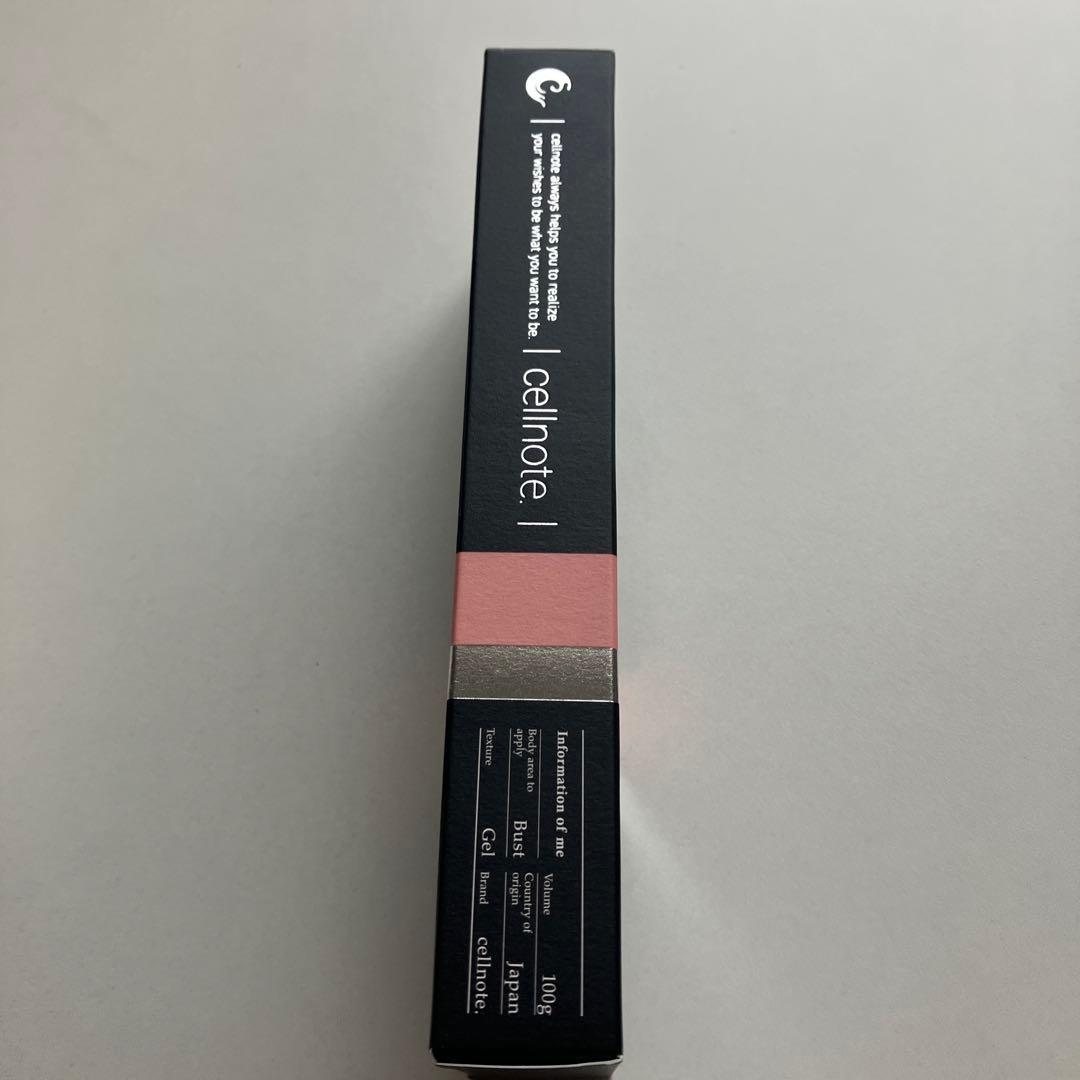 cellnote always helps you to realize
your wishes to be what you want to be.
cellnote.
Information of me
Volume 100g
Body area to
apply
Bust
Country of
origin
Japan
Texture Gel
Brand cellnote.